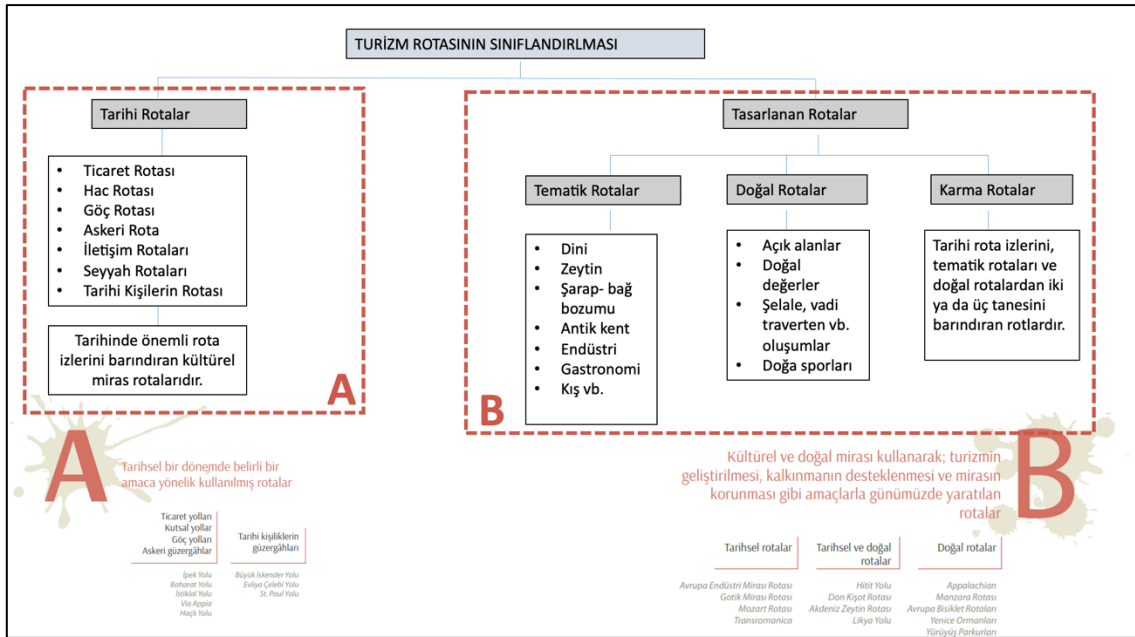 TURİZM ROTASININ SINIFLANDIRLMASI
Tarihi Rotalar
• Ticaret Rotası
• Hac Rotası
• Göç Rotası
• Askeri Rota
• İletişim Rotaları
• Seyyah Rotaları
• Tarihi Kişilerin Rotası
Tarihinde önemli rota
izlerini barındıran kültürel
miras rotalarıdır.
A
Tasarlanan Rotalar
Tematik Rotalar
• Dini
• Zeytin
• Şarap- bağ
bozumu
• Antik kent
• Endüstri
• Gastronomi
• Kış vb.
Doğal Rotalar
• Açık alanlar
• Doğal
değerler
• Şelale, vadi
traverten vb.
oluşumlar
• Doğa sporları
Karma Rotalar
Tarihi rota izlerini,
tematik rotaları ve
doğal rotalardan iki
ya da üç tanesini
barındıran rotlardır.
B
A
Tarihsel bir dönemde belirli bir
amaca yönelik kullanılmış rotalar
Ticaret yolları
Kutsal yollar
Göç yolları
Askeri güzergâhlar
İpek Yolu
Baharat Yolu
İstiklal Yolu
Via Appia
Haçlı Yolu
Tarihi kişiliklerin
güzergâhları
Büyük İskender Yolu
Evliya Çelebi Yolu
St. Paul Yolu
B
Kültürel ve doğal mirası kullanarak; turizmin
geliştirilmesi, kalkınmanın desteklenmesi ve mirasın
korunması gibi amaçlarla günümüzde yaratılan
rotalar
Tarihsel rotalar
Avrupa Endüstri Mirası Rotası
Gotik Mirası Rotası
Mozart Rotası
Transromanica
Tarihsel ve doğal
rotalar
Hitit Yolu
Don Kişot Rotası
Akdeniz Zeytin Rotası
Likya Yolu
Doğal rotalar
Appalachian
Manzara Rotası
Avrupa Bisiklet Rotaları
Yenice Ormanları
Yürüyüş Parkurları